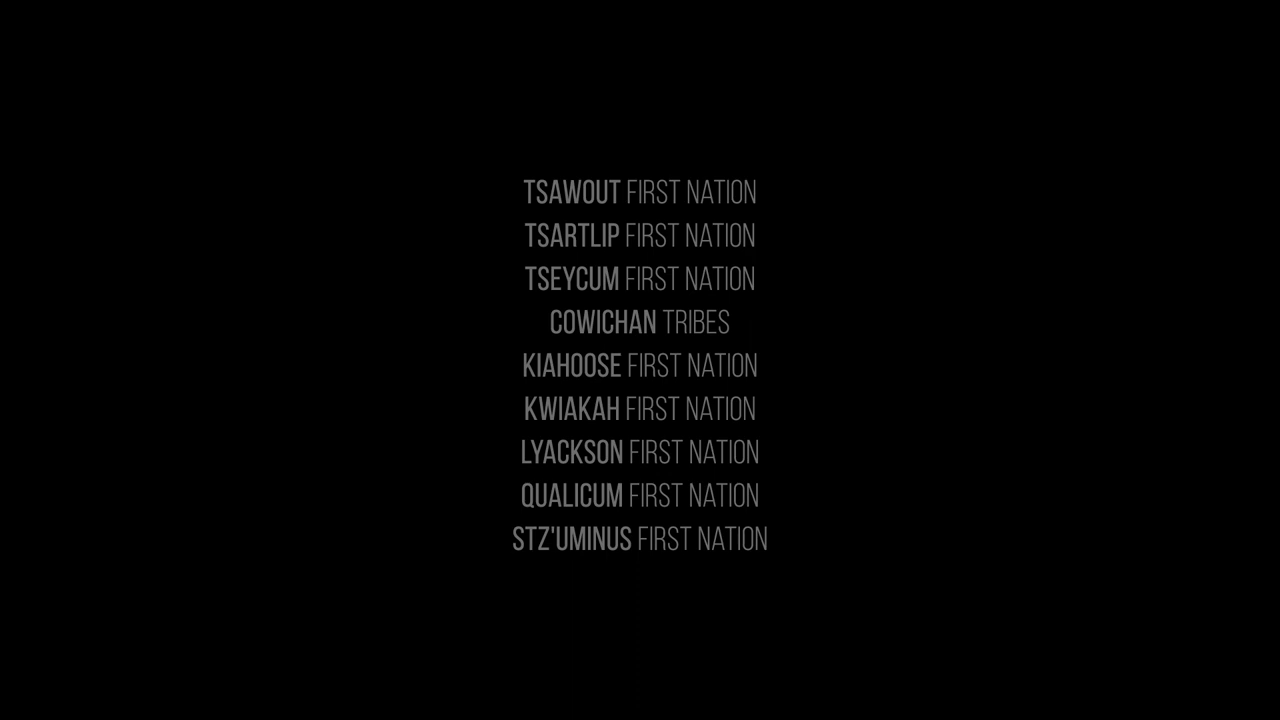 TSAWOUT FIRST NATION
TSARTLIP FIRST NATION
TSEYCUM FIRST NATION
COWICHAN TRIBES
KIAHOOSE FIRST NATION
KWIAKAH FIRST NATION
LYACKSON FIRST NATION
QUALICUM FIRST NATION
STZ'UMINUS FIRST NATION